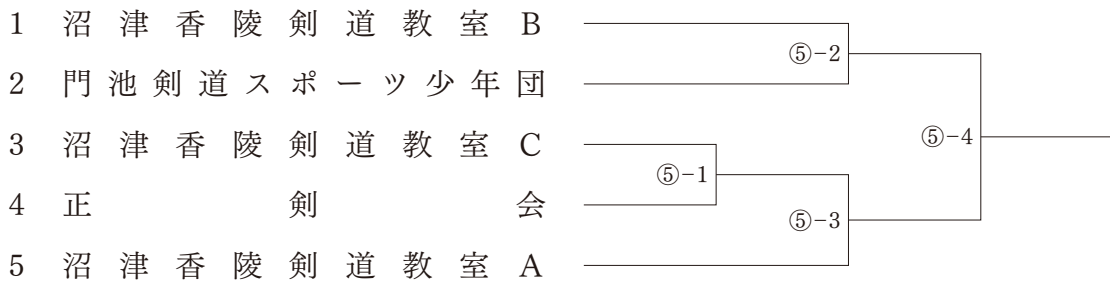 1 沼津香陵剣道教室B
2 門池剣道スポーツ少年団
3 沼津香陵剣道教室C
4 正剣会
5 沼津香陵剣道教室A
⑤-2
⑤-4
⑤-1
⑤-3